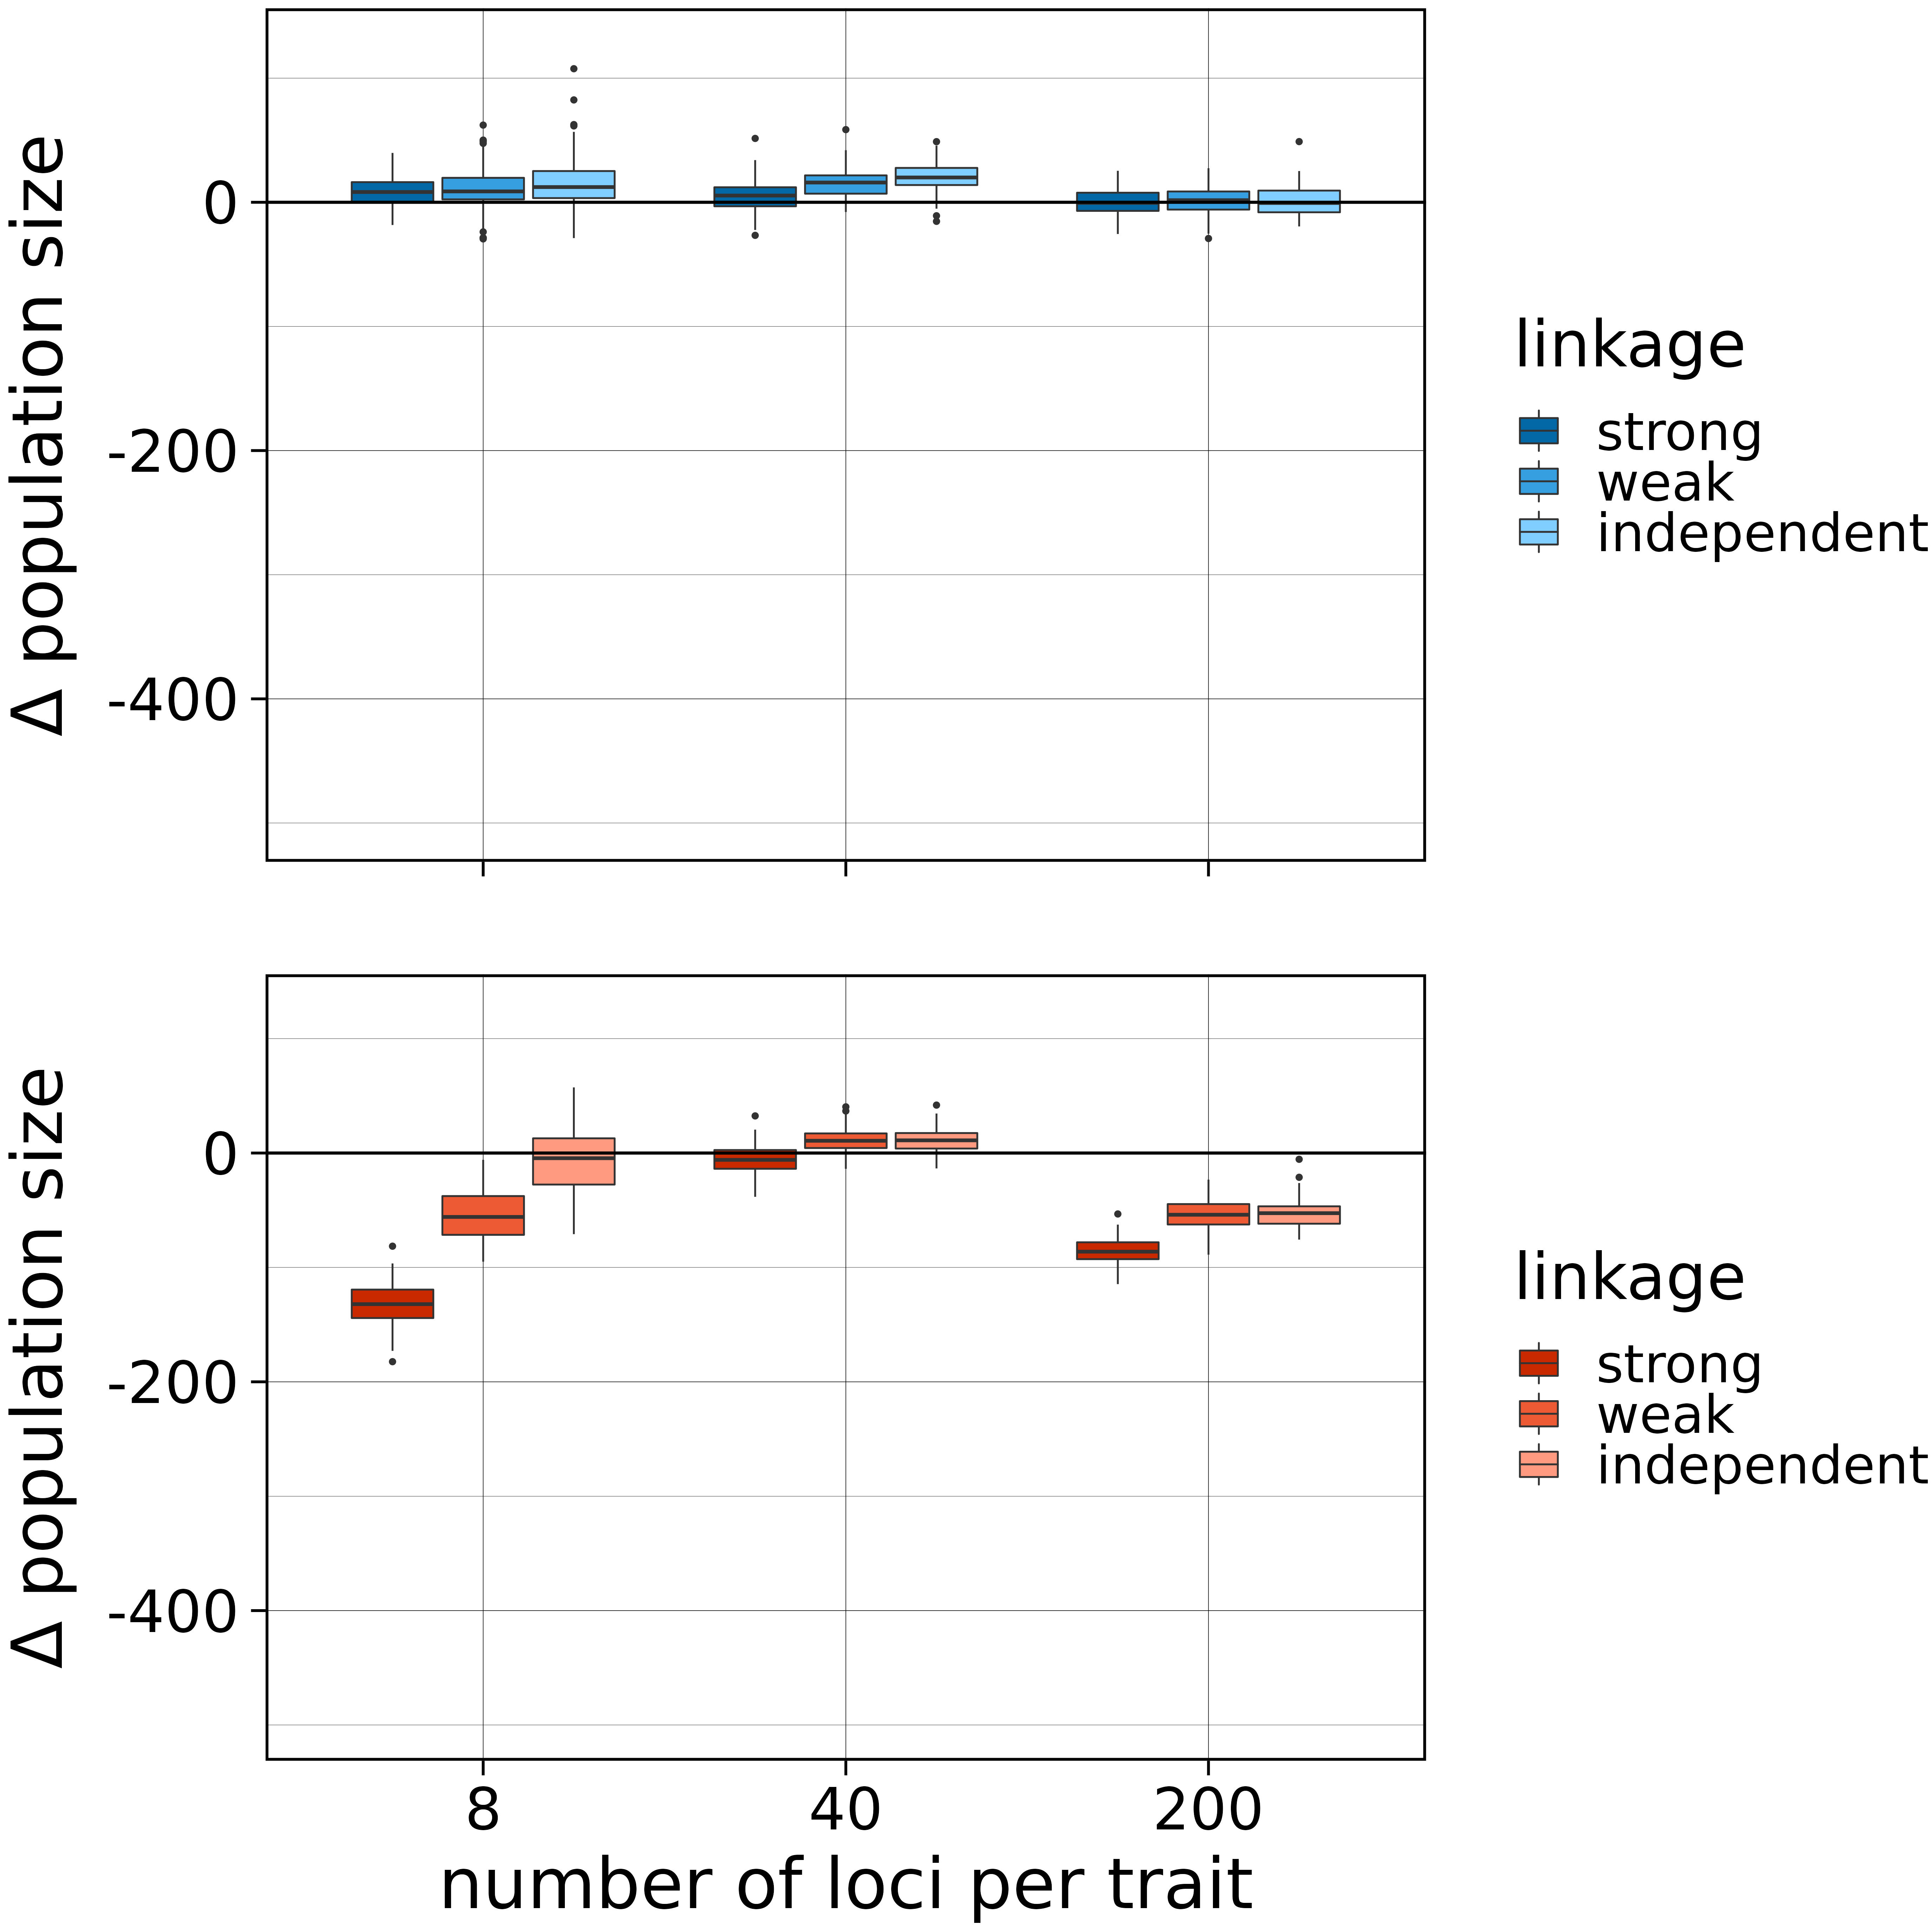 Δ population size
0
-200
-400
linkage
strong
weak
independent
Δ population size
0
-200
-400
8
40
200
number of loci per trait
linkage
strong
weak
independent